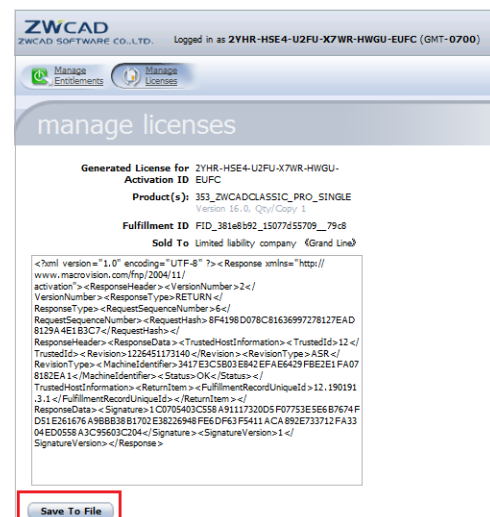 ZWCAD
ZWCAD SOFTWARE CO.,LTD.
Logged in as 2YHR-HSE4-U2FU-X7WR-HWGU-EUFC (GMT-0700)
Manage Entitlements
Manage Licenses
manage licenses
Generated License for Activation ID 2YHR-HSE4-U2FU-X7WR-HWGU-EUFC
Product(s): 353_ZWCADCLASSIC_PRO_SINGLE
Version 16.0, Qty/Copy 1
Fulfillment ID FID_381e8b92_15077d55709__79c8
Sold To Limited liability company 《Grand Line》
<?xml version="1.0" encoding="UTF-8" ?><Response xmlns="http://
www.macrovision.com/fnp/2004/11/
activation"><ResponseHeader><VersionNumber>2</
VersionNumber><ResponseType>RETURN</
ResponseType><RequestSequenceNumber>6</
RequestSequenceNumber><RequestHash>8F4198D078C81636997278127EAD
8129A4E1B3C7</RequestHash></
ResponseHeader><ResponseData><TrustedHostInformation><TrustedId>12</
TrustedId><Revision>1226451173140</Revision><RevisionType>ASR</
RevisionType><MachineIdentifier>3417E3C5B03E842EFAE6429FBE2E1FA07
8182EA1</MachineIdentifier><Status>OK</Status></
TrustedHostInformation><ReturnItem><FulfillmentRecordUniqueId>12.190191
.3.1</FulfillmentRecordUniqueId></ReturnItem></
ResponseData><Signature>1C0705403C558A91117320D5F07753E5E6B7674F
D51E261676A9BBB38B1702E38226948FE6DF63F5411ACA892E733712FA33
04ED0558A3C95603C204</Signature><SignatureVersion>1</
SignatureVersion></Response>
Save To File